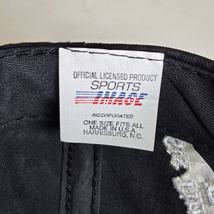 OFFICIAL LICENSED PRODUCT
SPORTS
IMAGE
INCORPORATED
ONE SIZE FITS ALL
MADE IN U.S.A.
HARRISBURG, N.C.